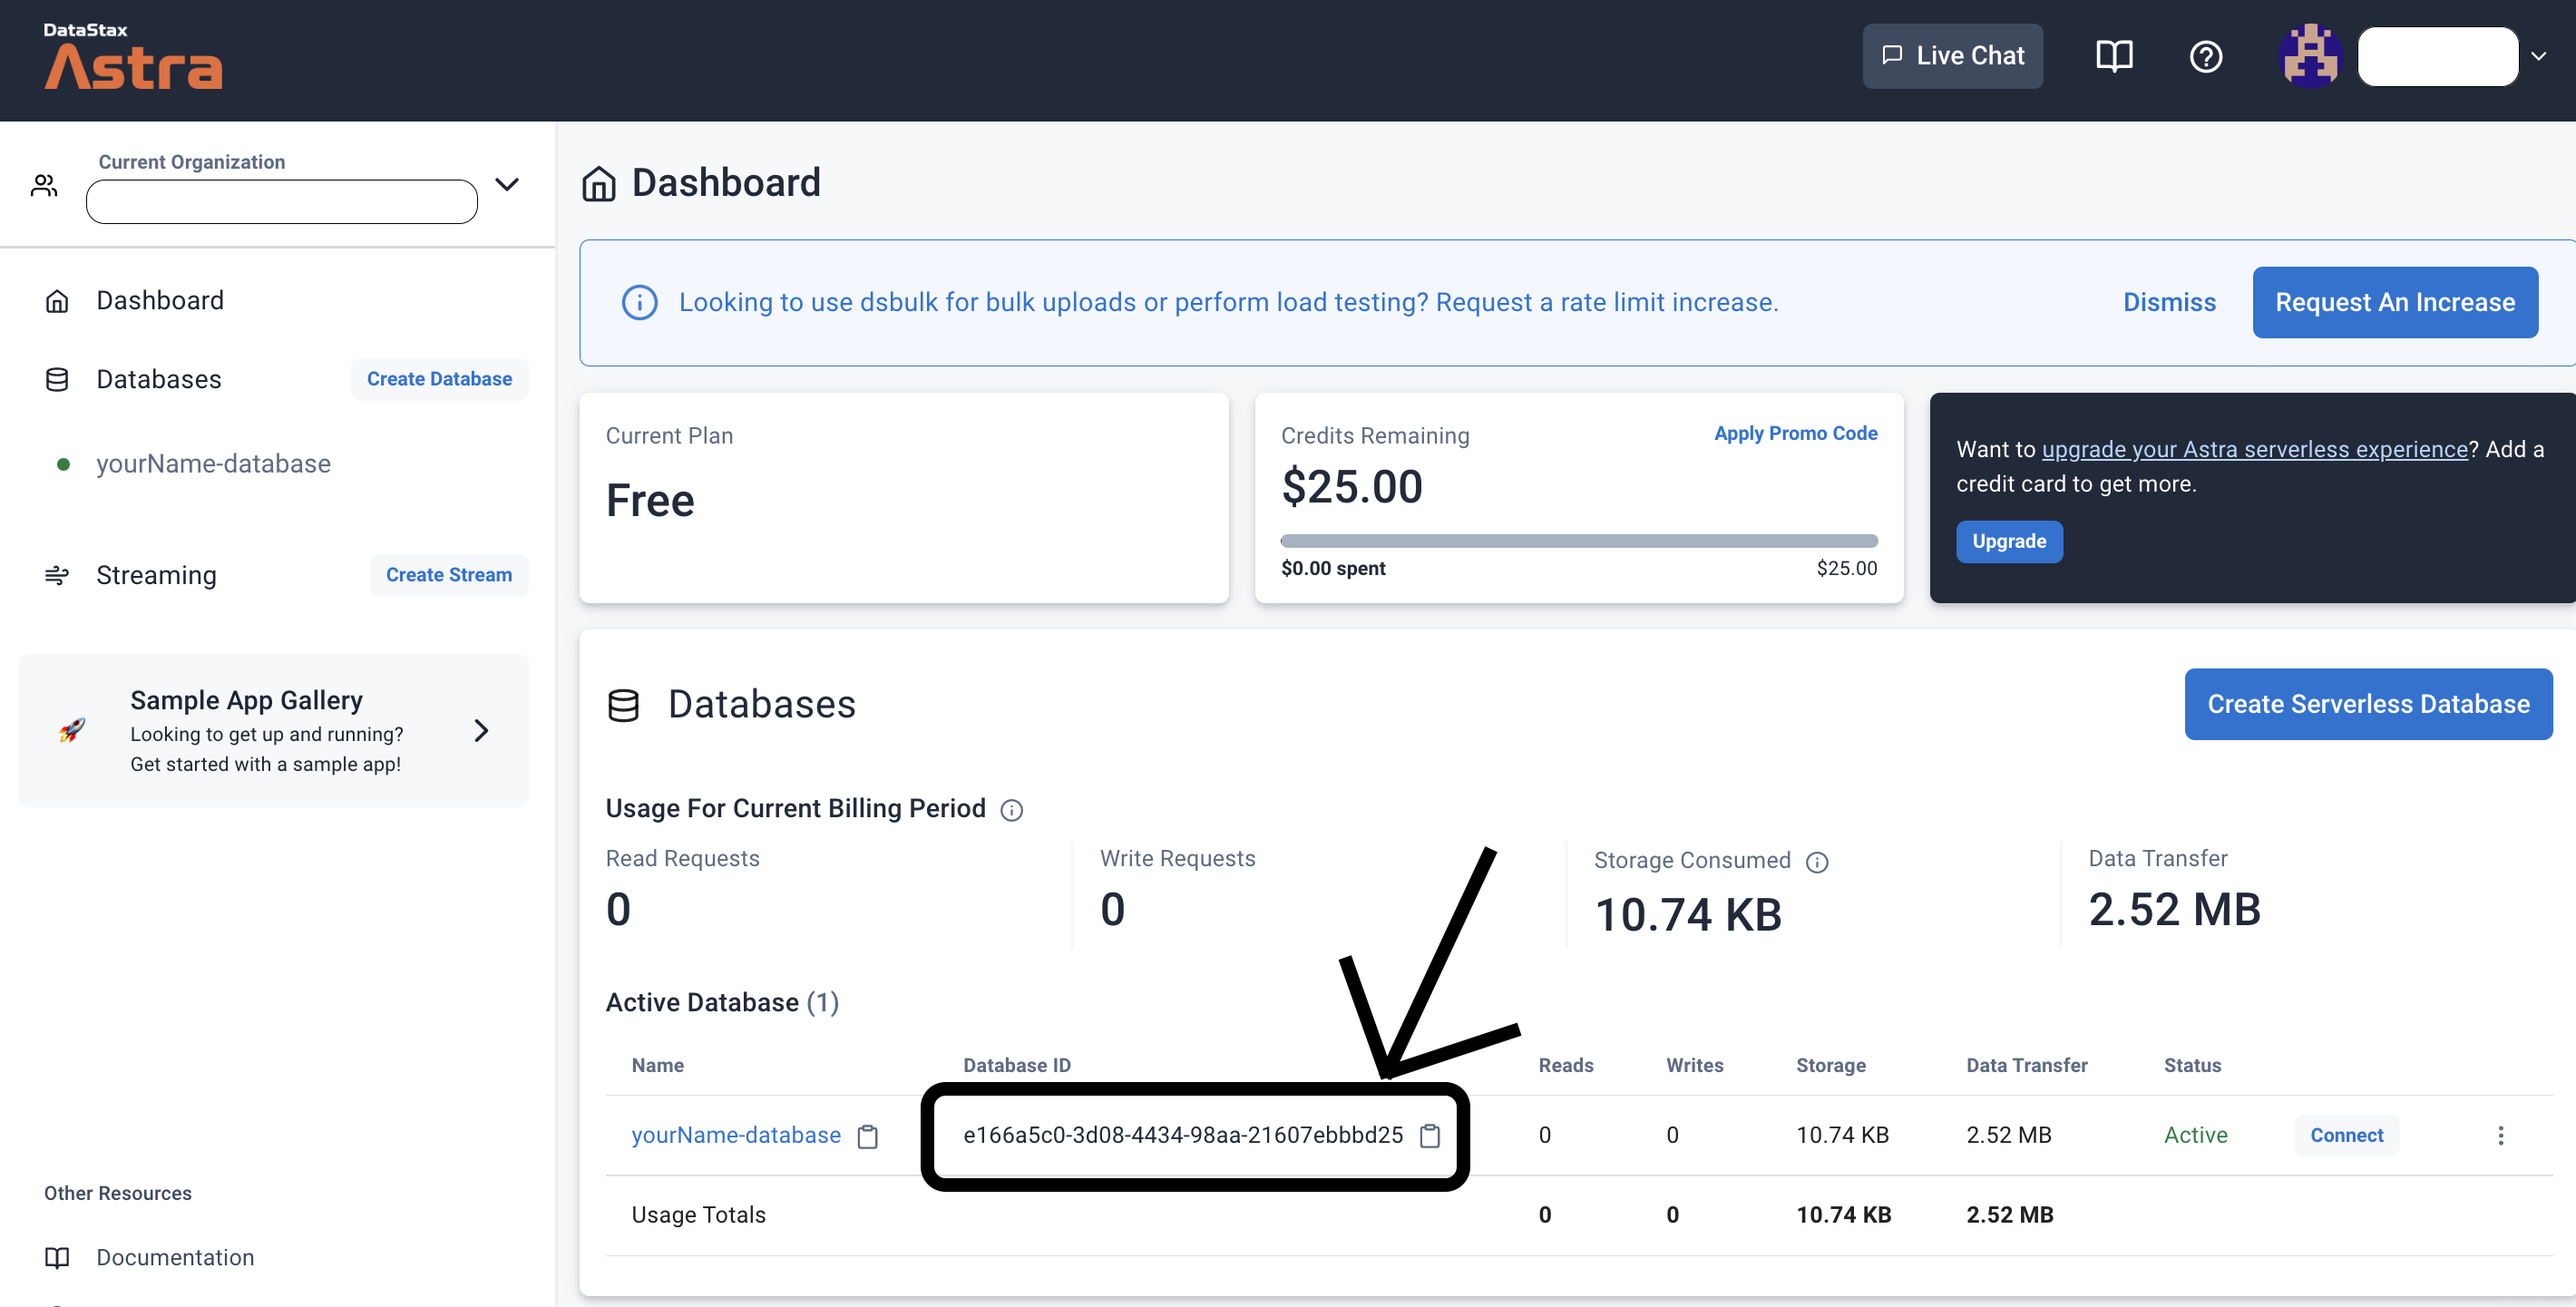 DataStax
Astra
Live Chat
Current Organization
Dashboard
Databases
Create Database
yourName-database
Streaming
Create Stream
Sample App Gallery
Looking to get up and running?
Get started with a sample app!
Other Resources
Documentation
Dashboard
Looking to use dsbulk for bulk uploads or perform load testing? Request a rate limit increase.
Dismiss
Request An Increase
Current Plan
Free
Credits Remaining
Apply Promo Code
$25.00
$0.00 spent
$25.00
Want to upgrade your Astra serverless experience? Add a
credit card to get more.
Upgrade
Databases
Create Serverless Database
Usage For Current Billing Period
Read Requests
0
Write Requests
0
Storage Consumed
10.74 KB
Data Transfer
2.52 MB
Active Database (1)
Name Database ID Reads Writes Storage Data Transfer Status
yourName-database e166a5c0-3d08-4434-98aa-21607ebbbd25 0 0 10.74 KB 2.52 MB Active Connect
Usage Totals 0 0 10.74 KB 2.52 MB